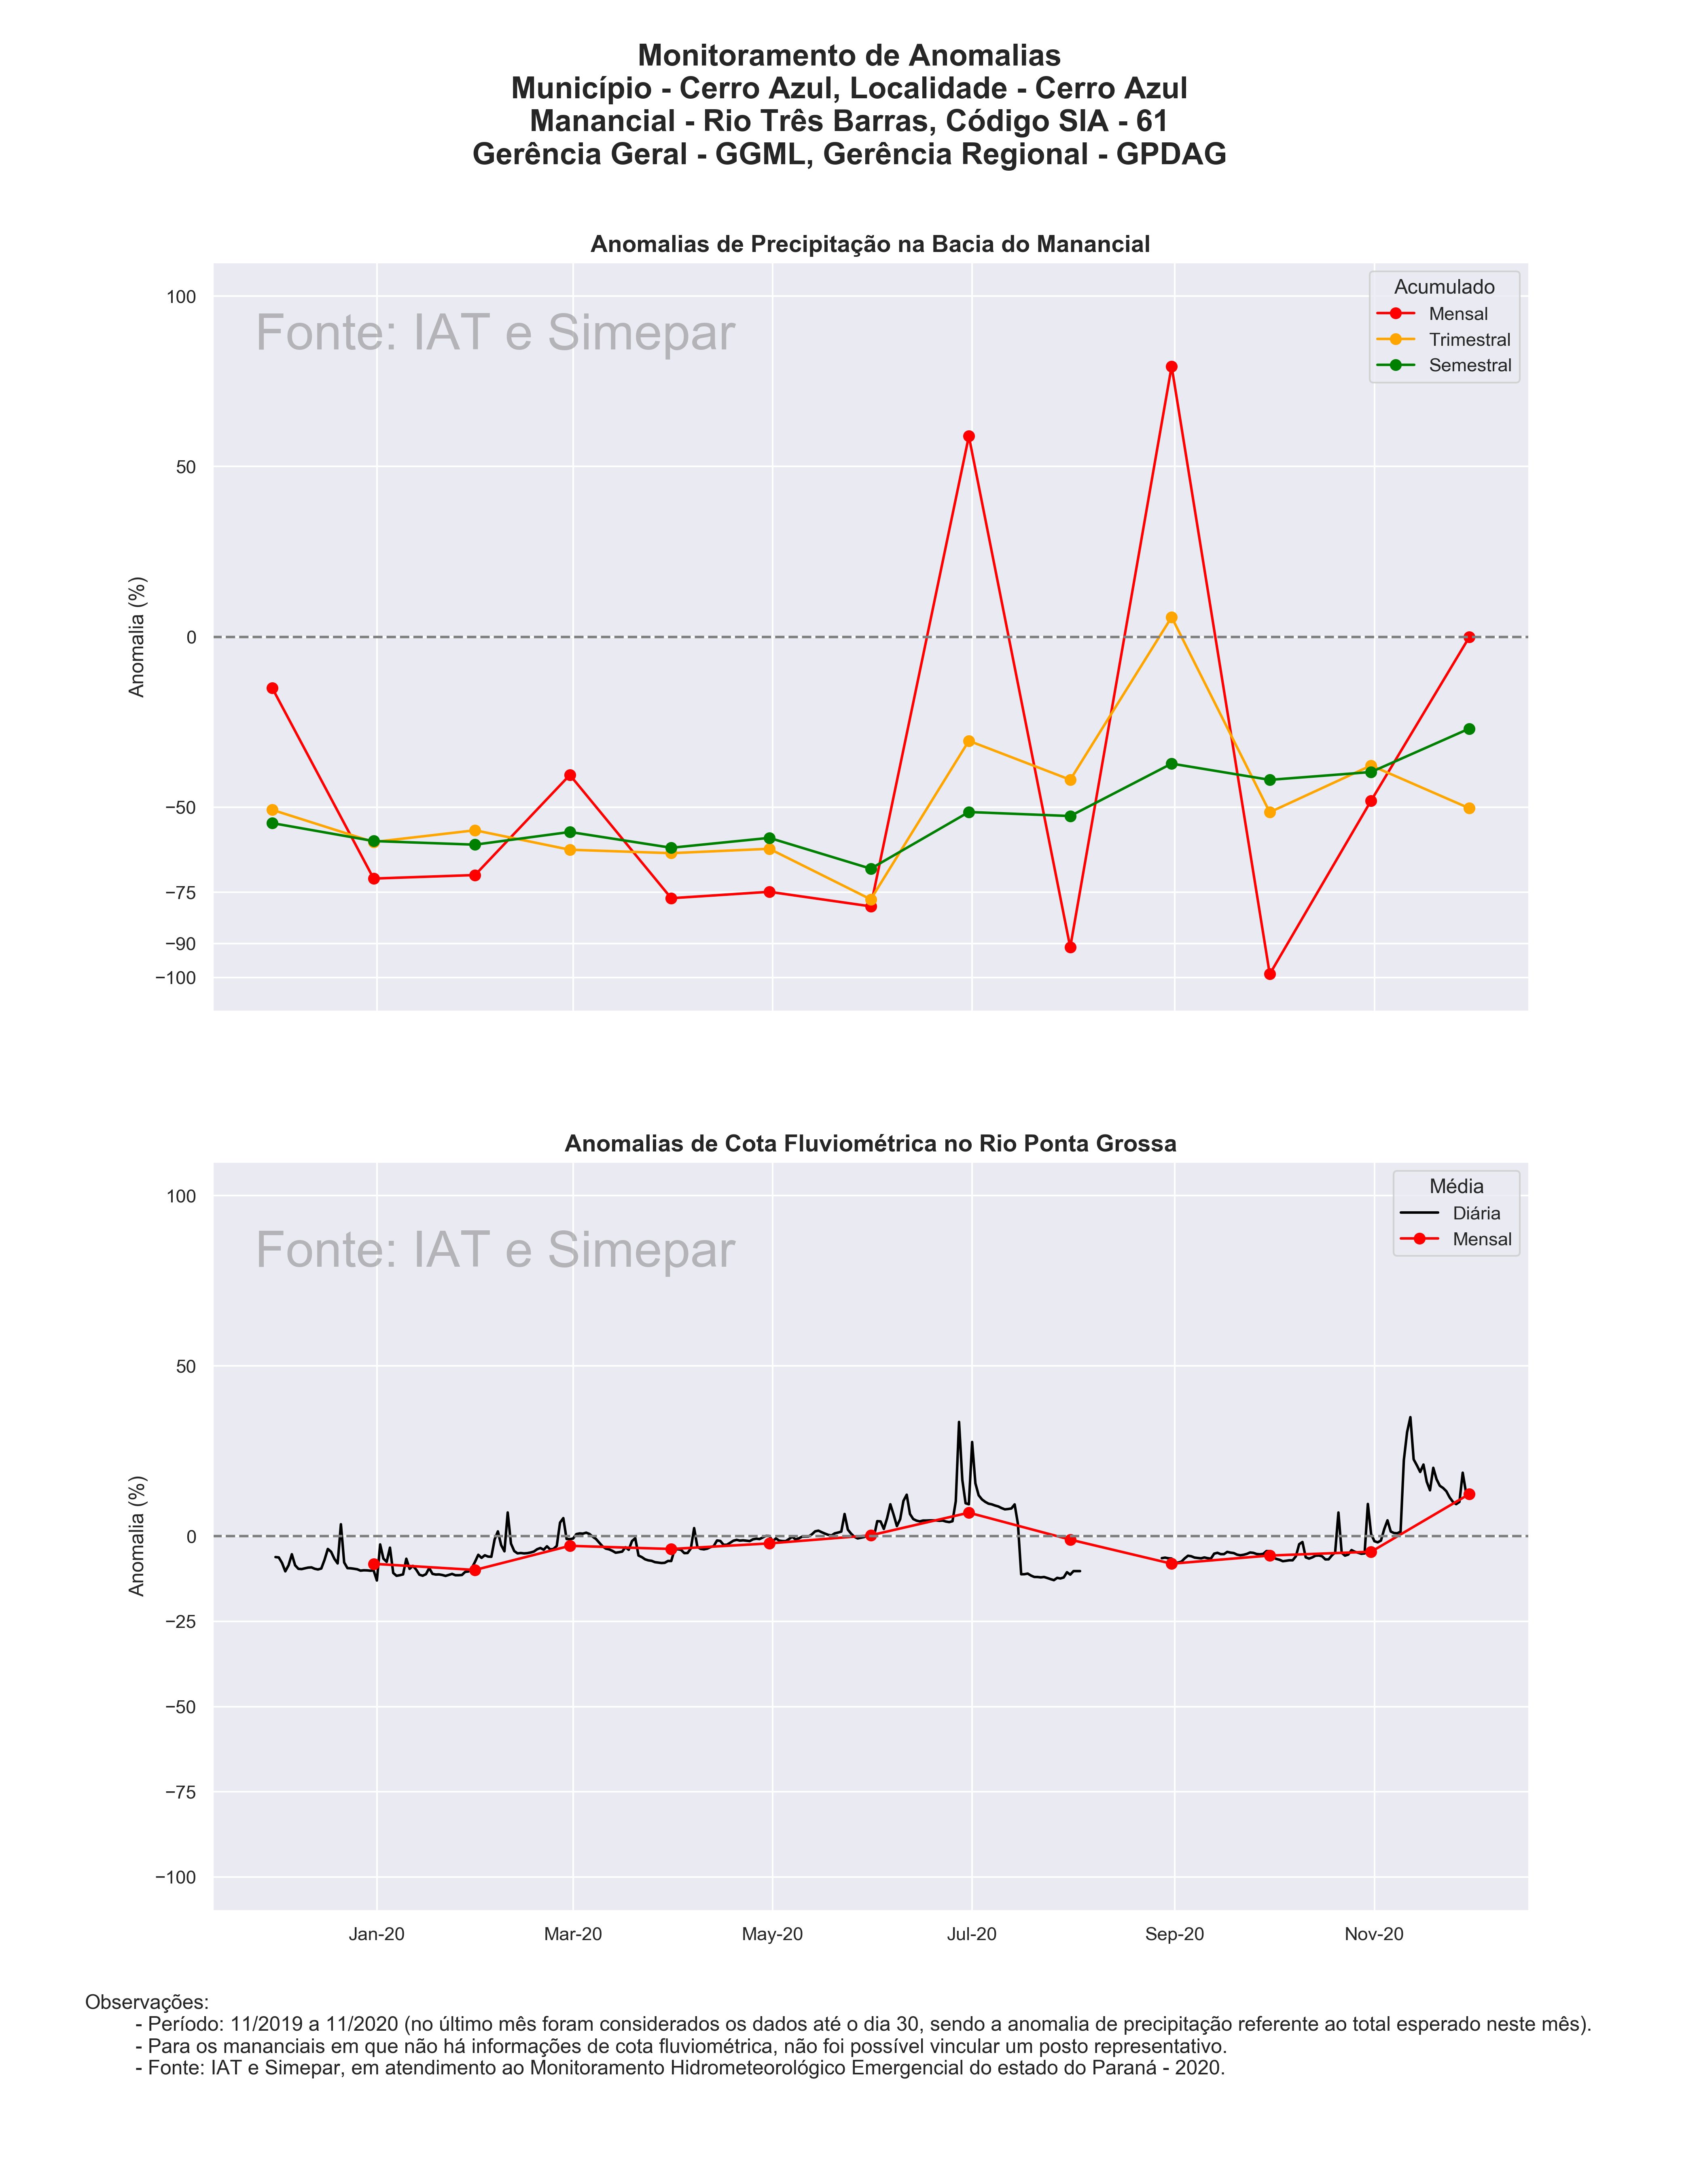 Monitoramento de Anomalias
Município - Cerro Azul, Localidade - Cerro Azul
Manancial - Rio Três Barras, Código SIA - 61
Gerência Geral - GGML, Gerência Regional - GPDAG
Anomalias de Precipitação na Bacia do Manancial
Fonte: IAT e Simepar
Acumulado
Mensal
Trimestral
Semestral
Anomalia (%)
100
50
0
−50
−75
−90
−100
Anomalias de Cota Fluviométrica no Rio Ponta Grossa
Fonte: IAT e Simepar
Média
Diária
Mensal
Anomalia (%)
100
50
0
−25
−50
−75
−100
Jan-20 Mar-20 May-20 Jul-20 Sep-20 Nov-20
Observações:
- Período: 11/2019 a 11/2020 (no último mês foram considerados os dados até o dia 30, sendo a anomalia de precipitação referente ao total esperado neste mês).
- Para os mananciais em que não há informações de cota fluviométrica, não foi possível vincular um posto representativo.
- Fonte: IAT e Simepar, em atendimento ao Monitoramento Hidrometeorológico Emergencial do estado do Paraná - 2020.